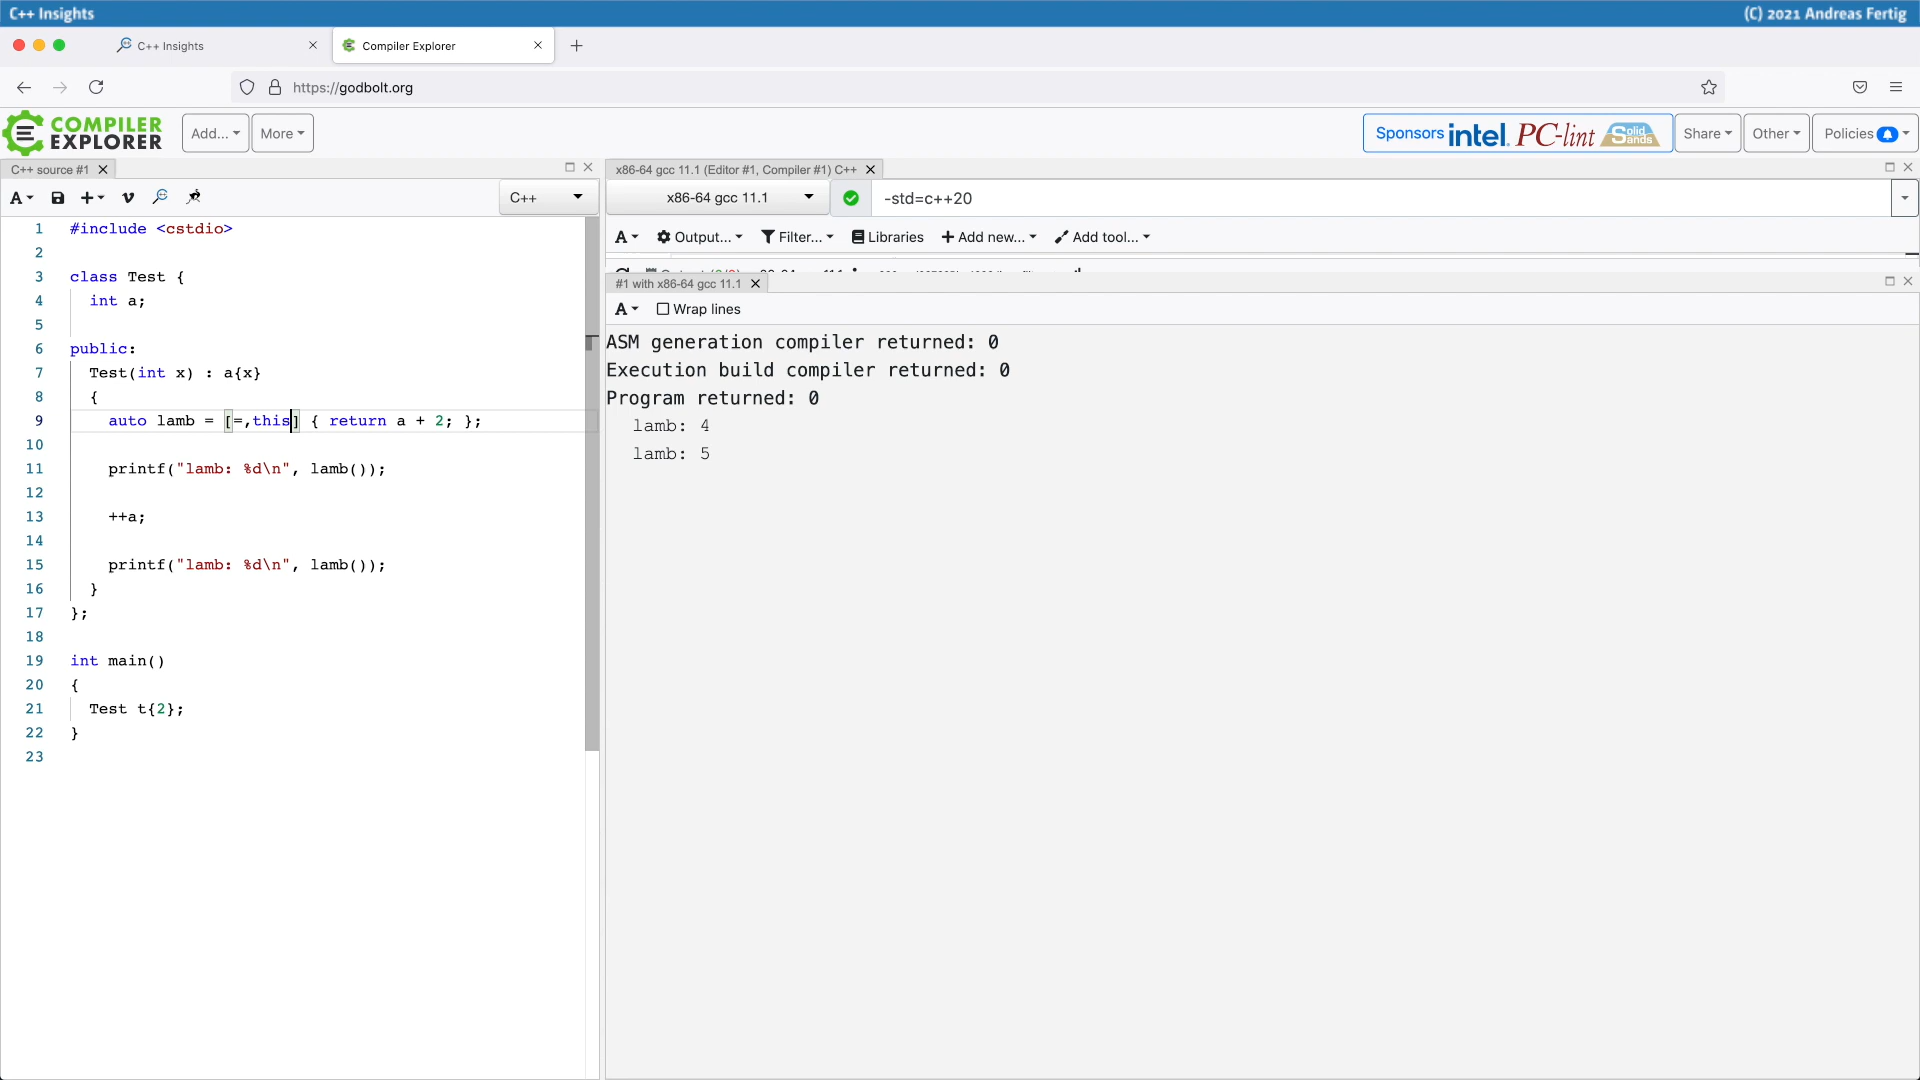 C++ Insights
(C) 2021 Andreas Fertig
C++ Insights
Compiler Explorer
https://godbolt.org
COMPILER
EXPLORER
Add...
More
Sponsors intel. PC-lint Solid Sands
Share
Other
Policies
C++ source #1
A
C++
1 #include <cstdio>
2
3 class Test {
4 int a;
5
6 public:
7 Test(int x) : a{x}
8 {
9 auto lamb = [=,this] { return a + 2; };
10
11 printf("lamb: %d\n", lamb());
12
13 ++a;
14
15 printf("lamb: %d\n", lamb());
16 }
17 };
18
19 int main()
20 {
21 Test t{2};
22 }
23
x86-64 gcc 11.1 (Editor #1, Compiler #1) C++
x86-64 gcc 11.1
-std=c++20
A Output... Filter... Libraries Add new... Add tool...
#1 with x86-64 gcc 11.1
A Wrap lines
ASM generation compiler returned: 0
Execution build compiler returned: 0
Program returned: 0
lamb: 4
lamb: 5